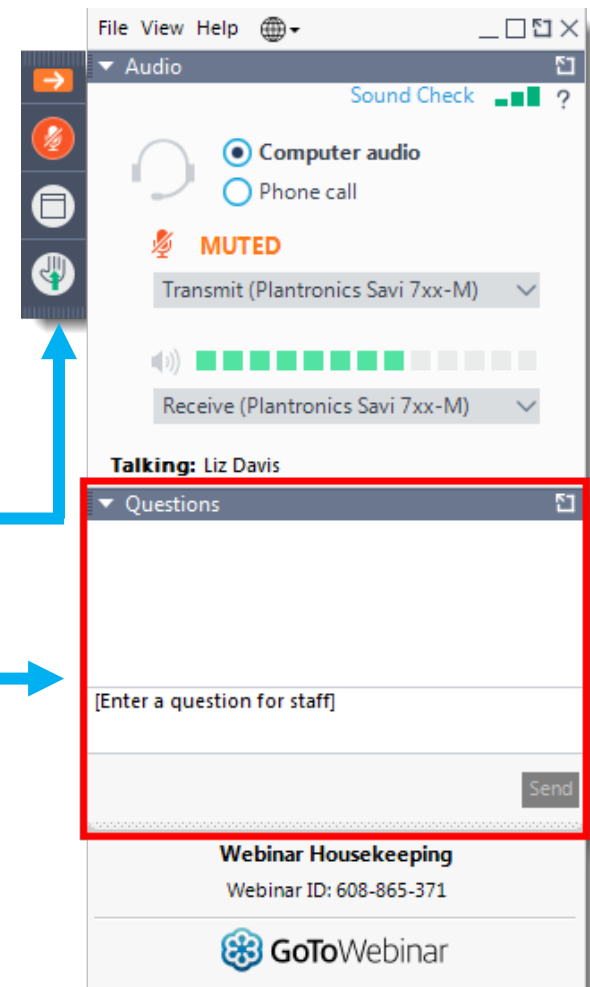 File View Help
Audio
Sound Check ?
Computer audio
Phone call
MUTED
Transmit (Plantronics Savi 7xx-M)
Receive (Plantronics Savi 7xx-M)
Talking: Liz Davis
Questions
[Enter a question for staff]
Send
Webinar Housekeeping
Webinar ID: 608-865-371
GoToWebinar